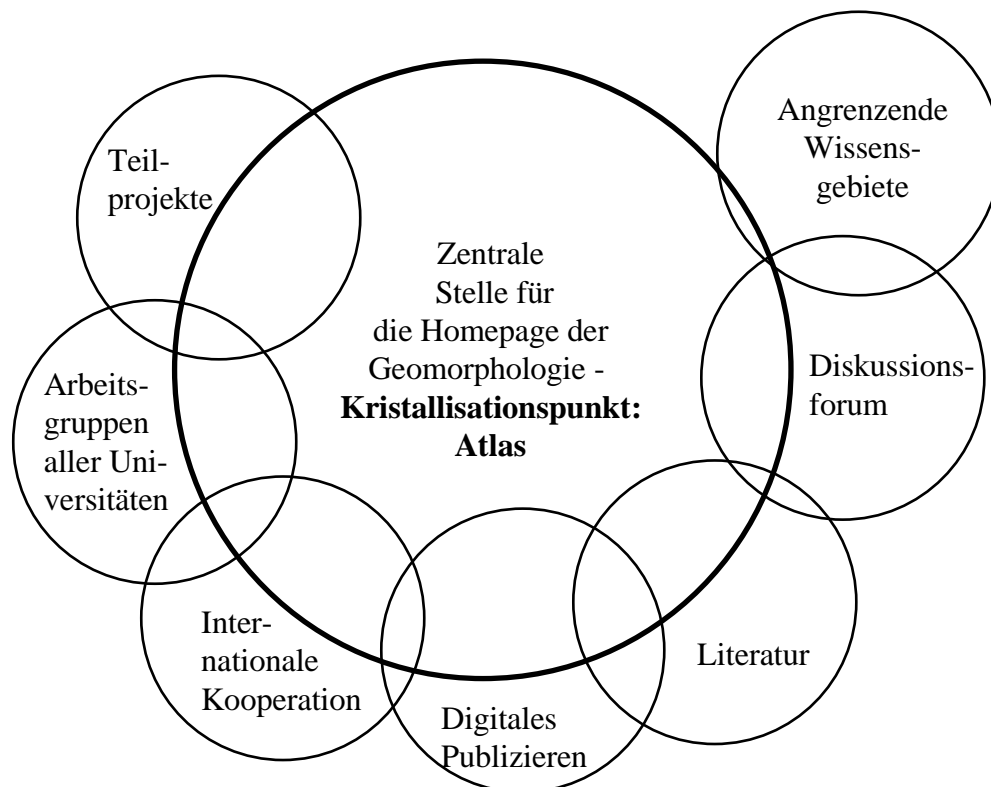 Teil-
projekte
Arbeits-
gruppen
aller Uni-
versitäten
Inter-
nationale
Kooperation
Digitales
Publizieren
Literatur
Diskussions-
forum
Angrenzende
Wissens-
gebiete
Zentrale
Stelle für
die Homepage der
Geomorphologie -
Kristallisationspunkt:
Atlas